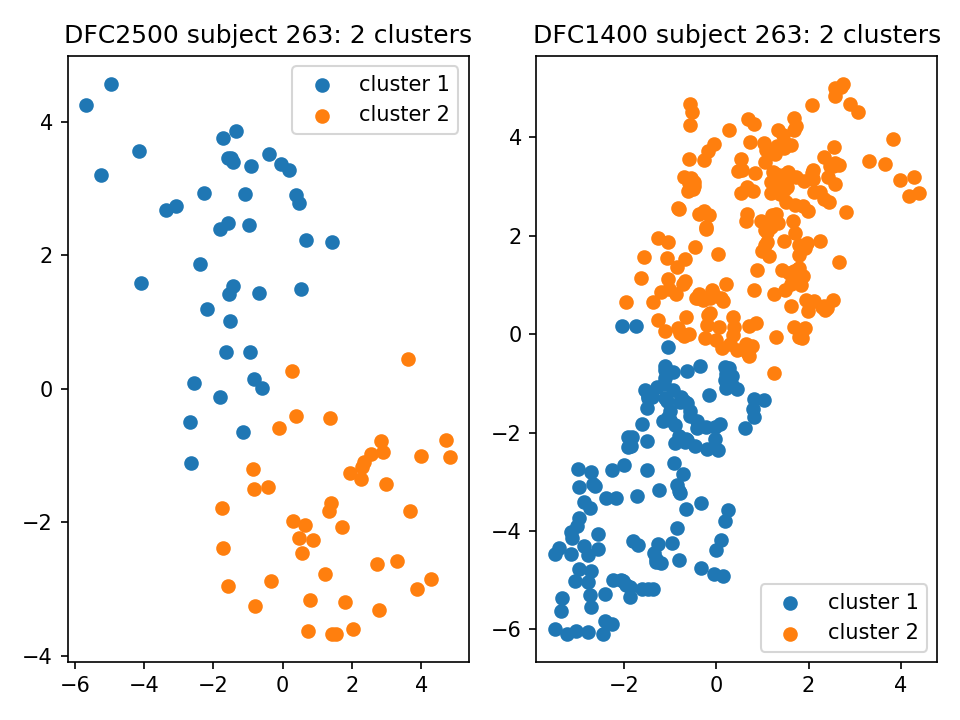 DFC2500 subject 263: 2 clusters
cluster 1
cluster 2
4
2
0
−2
−4
−6 −4 −2 0 2 4
DFC1400 subject 263: 2 clusters
4
2
0
−2
−4
−6
cluster 1
cluster 2
−2 0 2 4